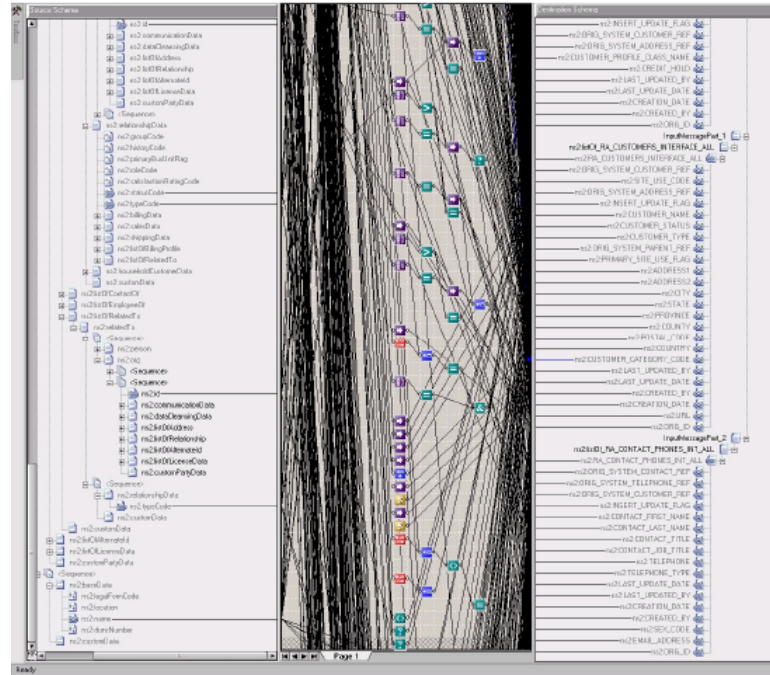 Toolbox
Source Schema
ns2:id
ns2:communicationData
ns2:dataCleansingData
ns2:listOfAddress
ns2:listOfRelationship
ns2:listOfAlternateId
ns2:listOfLicenseData
ns2:customPartyData
<Sequence>
ns2:relationshipData
ns2:groupCode
ns2:historyCode
ns2:primaryBusUnitFlag
ns2:roleCode
ns2:satisfactionRatingCode
ns2:statusCode
ns2:typeCode
ns2:billingData
ns2:salesData
ns2:shippingData
ns2:listOfBillingProfile
ns2:listOfRelatedTo
ns2:householdCustomerData
ns2:customData
ns2:listOfContactOf
ns2:listOfEmployeeOf
ns2:listOfRelatedTo
ns2:relatedTo
<Sequence>
ns2:person
ns2:org
<Sequence>
<Sequence>
ns2:id
ns2:communicationData
ns2:dataCleansingData
ns2:listOfAddress
ns2:listOfRelationship
ns2:listOfAlternateId
ns2:listOfLicenseData
ns2:customPartyData
<Sequence>
ns2:relationshipData
ns2:typeCode
ns2:customData
ns2:customData
ns2:listOfAlternateId
ns2:listOfLicenseData
ns2:customPartyData
<Sequence>
ns2:baseData
ns2:legalFormCode
ns2:location
ns2:name
ns2:dunsNumber
ns2:customData
Page 1
Destination Schema
ns2:INSERT_UPDATE_FLAG
ns2:ORIG_SYSTEM_CUSTOMER_REF
ns2:ORIG_SYSTEM_ADDRESS_REF
ns2:CUSTOMER_PROFILE_CLASS_NAME
ns2:CREDIT_HOLD
ns2:LAST_UPDATED_BY
ns2:LAST_UPDATE_DATE
ns2:CREATION_DATE
ns2:CREATED_BY
ns2:ORG_ID
InputMessagePart_1
ns2:listOf_RA_CUSTOMERS_INTERFACE_ALL
ns2:RA_CUSTOMERS_INTERFACE_ALL
ns2:ORIG_SYSTEM_CUSTOMER_REF
ns2:SITE_USE_CODE
ns2:ORIG_SYSTEM_ADDRESS_REF
ns2:INSERT_UPDATE_FLAG
ns2:CUSTOMER_NAME
ns2:CUSTOMER_STATUS
ns2:CUSTOMER_TYPE
ns2:ORIG_SYSTEM_PARENT_REF
ns2:PRIMARY_SITE_USE_FLAG
ns2:ADDRESS1
ns2:ADDRESS2
ns2:CITY
ns2:STATE
ns2:PROVINCE
ns2:COUNTY
ns2:POSTAL_CODE
ns2:COUNTRY
ns2:CUSTOMER_CATEGORY_CODE
ns2:LAST_UPDATED_BY
ns2:LAST_UPDATE_DATE
ns2:CREATED_BY
ns2:CREATION_DATE
ns2:URL
ns2:ORG_ID
InputMessagePart_2
ns2:listOf_RA_CONTACT_PHONES_INT_ALL
ns2:RA_CONTACT_PHONES_INT_ALL
ns2:ORIG_SYSTEM_CONTACT_REF
ns2:ORIG_SYSTEM_TELEPHONE_REF
ns2:ORIG_SYSTEM_CUSTOMER_REF
ns2:INSERT_UPDATE_FLAG
ns2:CONTACT_FIRST_NAME
ns2:CONTACT_LAST_NAME
ns2:CONTACT_TITLE
ns2:CONTACT_JOB_TITLE
ns2:TELEPHONE
ns2:TELEPHONE_TYPE
ns2:LAST_UPDATE_DATE
ns2:LAST_UPDATED_BY
ns2:CREATION_DATE
ns2:CREATED_BY
ns2:SEX_CODE
ns2:EMAIL_ADDRESS
ns2:ORG_ID
Ready